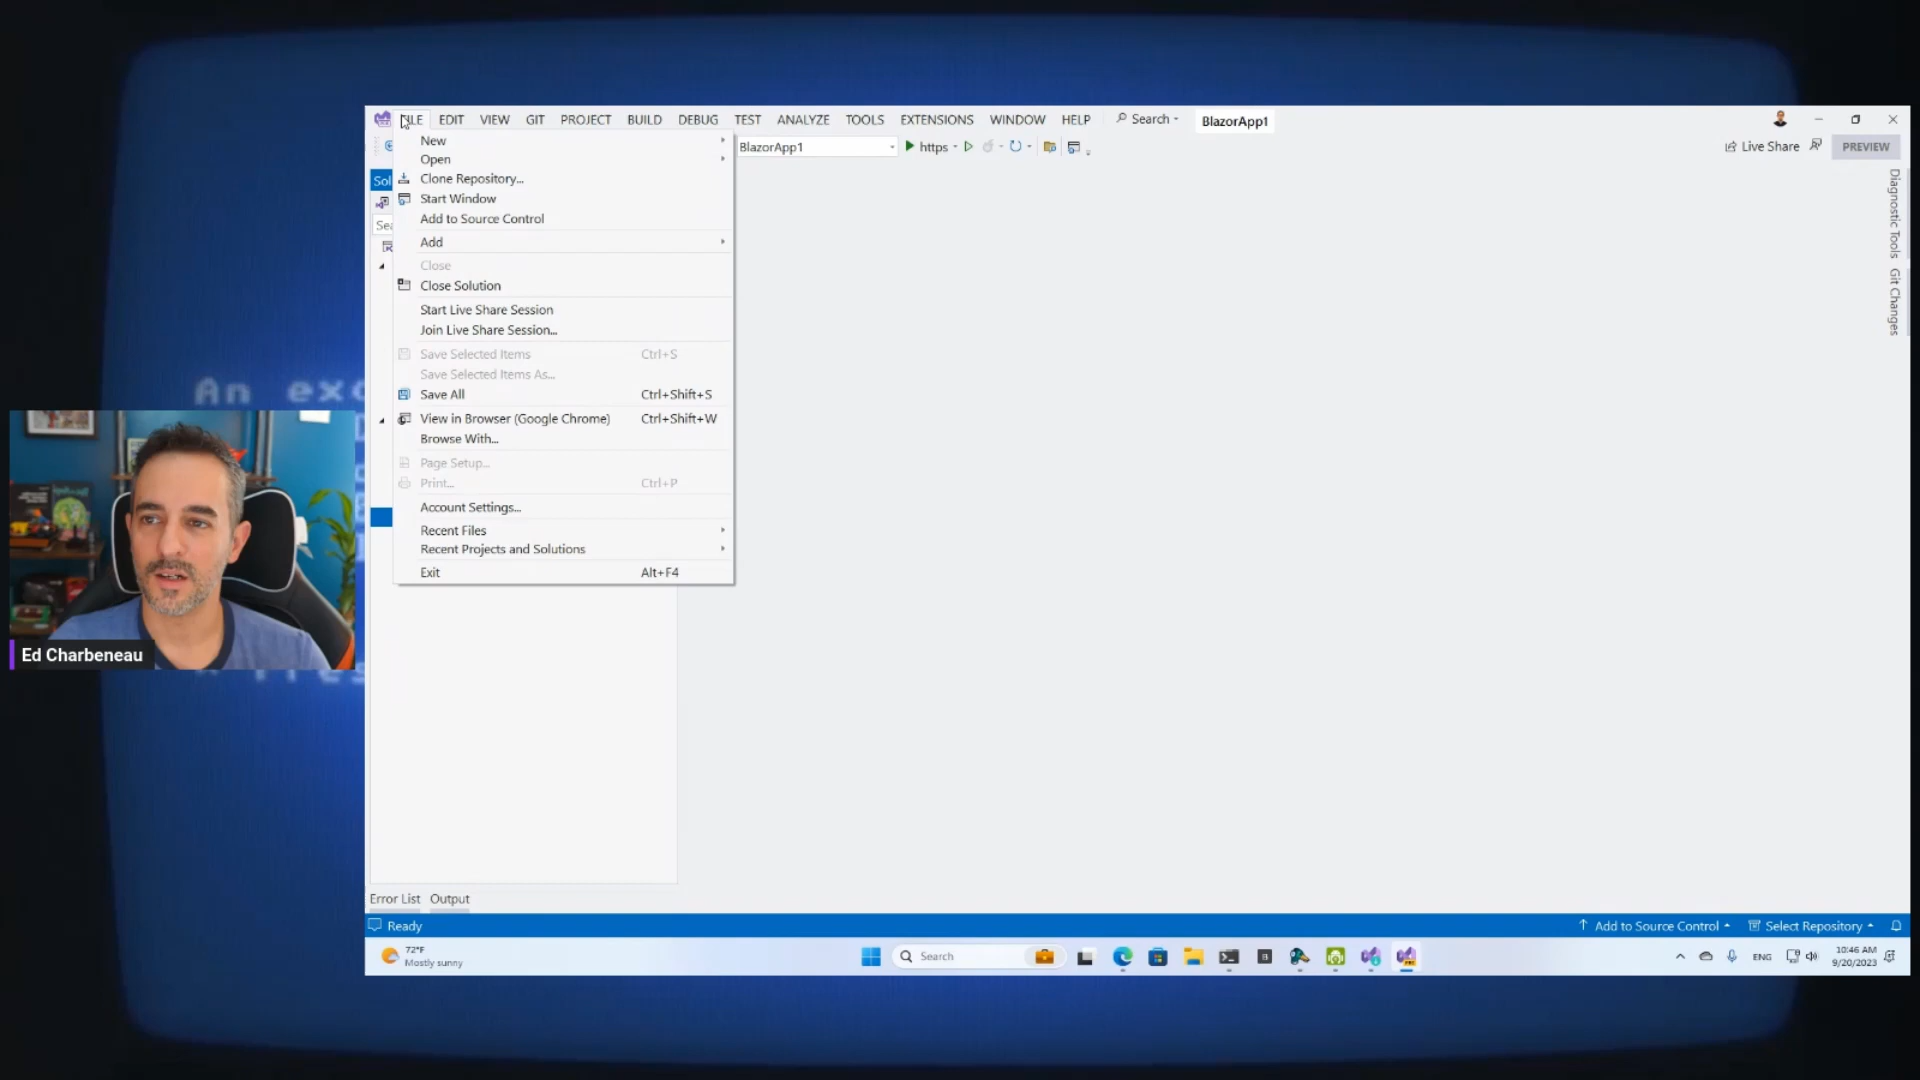 FILE EDIT VIEW GIT PROJECT BUILD DEBUG TEST ANALYZE TOOLS EXTENSIONS WINDOW HELP Search BlazorApp1
BlazorApp1 https Live Share PREVIEW
New
Open
Clone Repository...
Start Window
Add to Source Control
Add
Close
Close Solution
Start Live Share Session
Join Live Share Session...
Save Selected Items Ctrl+S
Save Selected Items As...
Save All Ctrl+Shift+S
View in Browser (Google Chrome) Ctrl+Shift+W
Browse With...
Page Setup...
Print... Ctrl+P
Account Settings...
Recent Files
Recent Projects and Solutions
Exit Alt+F4
Sol
Sea
Diagnostic Tools
Git Changes
An exc
Ed Charbeneau
Error List Output
Ready Add to Source Control Select Repository
72°F
Mostly sunny
Search
ENG
10:46 AM
9/20/2023